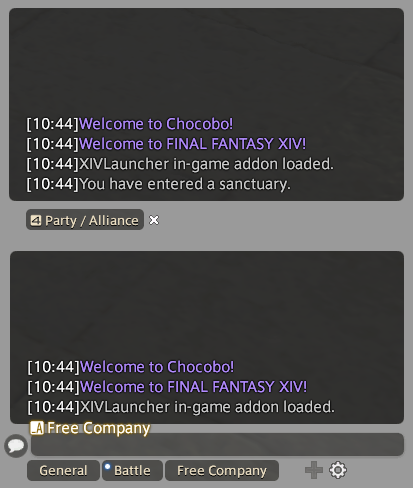 [10:44]Welcome to Chocobo!
[10:44]Welcome to FINAL FANTASY XIV!
[10:44]XIVLauncher in-game addon loaded.
[10:44]You have entered a sanctuary.
4 Party / Alliance
[10:44]Welcome to Chocobo!
[10:44]Welcome to FINAL FANTASY XIV!
[10:44]XIVLauncher in-game addon loaded.
_A Free Company
General Battle Free Company